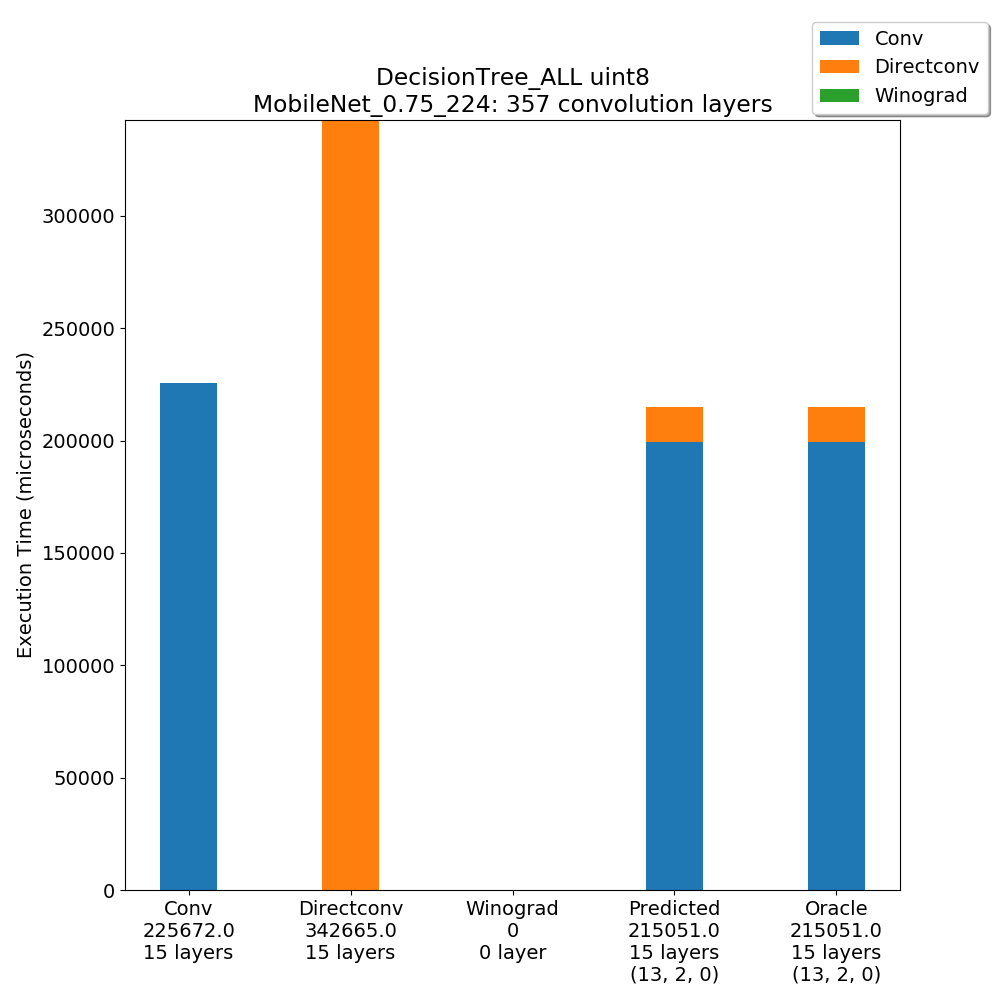 Conv
Directconv
Winograd
DecisionTree_ALL uint8
MobileNet_0.75_224: 357 convolution layers
Execution Time (microseconds)
300000
250000
200000
150000
100000
50000
0
Conv
225672.0
15 layers
Directconv
342665.0
15 layers
Winograd
0
0 layer
Predicted
215051.0
15 layers
(13, 2, 0)
Oracle
215051.0
15 layers
(13, 2, 0)